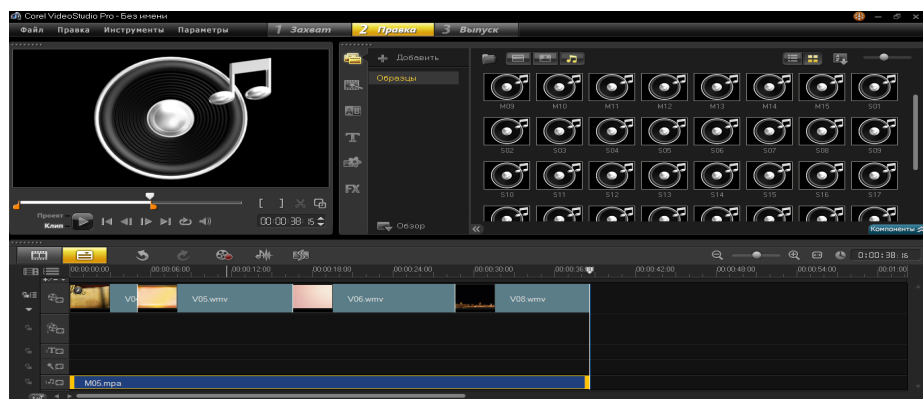 Corel VideoStudio Pro - Без имени
Файл Правка Инструменты Параметры 1 Захват 2 Правка 3 Выпуск
Добавить
Образцы
M09 M10 M11 M12 M13 M14 M15 S01
S02 S03 S04 S05 S06 S07 S08 S09
S10 S11 S12 S13 S14 S15 S16 S17
Проект
Клип
00:00:38:15
Обзор
Компоненты
0:00:38:16
00:00:00:00 00:00:06:00 00:00:12:00 00:00:18:00 00:00:24:00 00:00:30:00 00:00:36:00 00:00:42:00 00:00:48:00 00:00:54:00 00:01:00
V05.wmv V06.wmv V08.wmv
M05.mpa